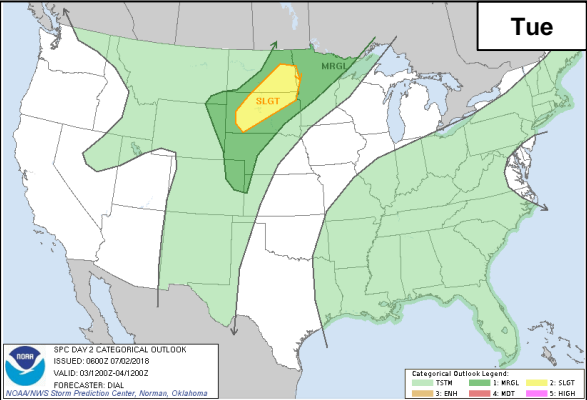 Tue
MRGL
SLGT
NOAA
SPC DAY 2 CATEGORICAL OUTLOOK
ISSUED: 0600Z 07/02/2018
VALID: 03/1200Z-04/1200Z
FORECASTER: DIAL
NOAA/NWS Storm Prediction Center, Norman, Oklahoma
Categorical Outlook Legend:
TSTM 1: MRGL 2: SLGT
3: ENH 4: MDT 5: HIGH